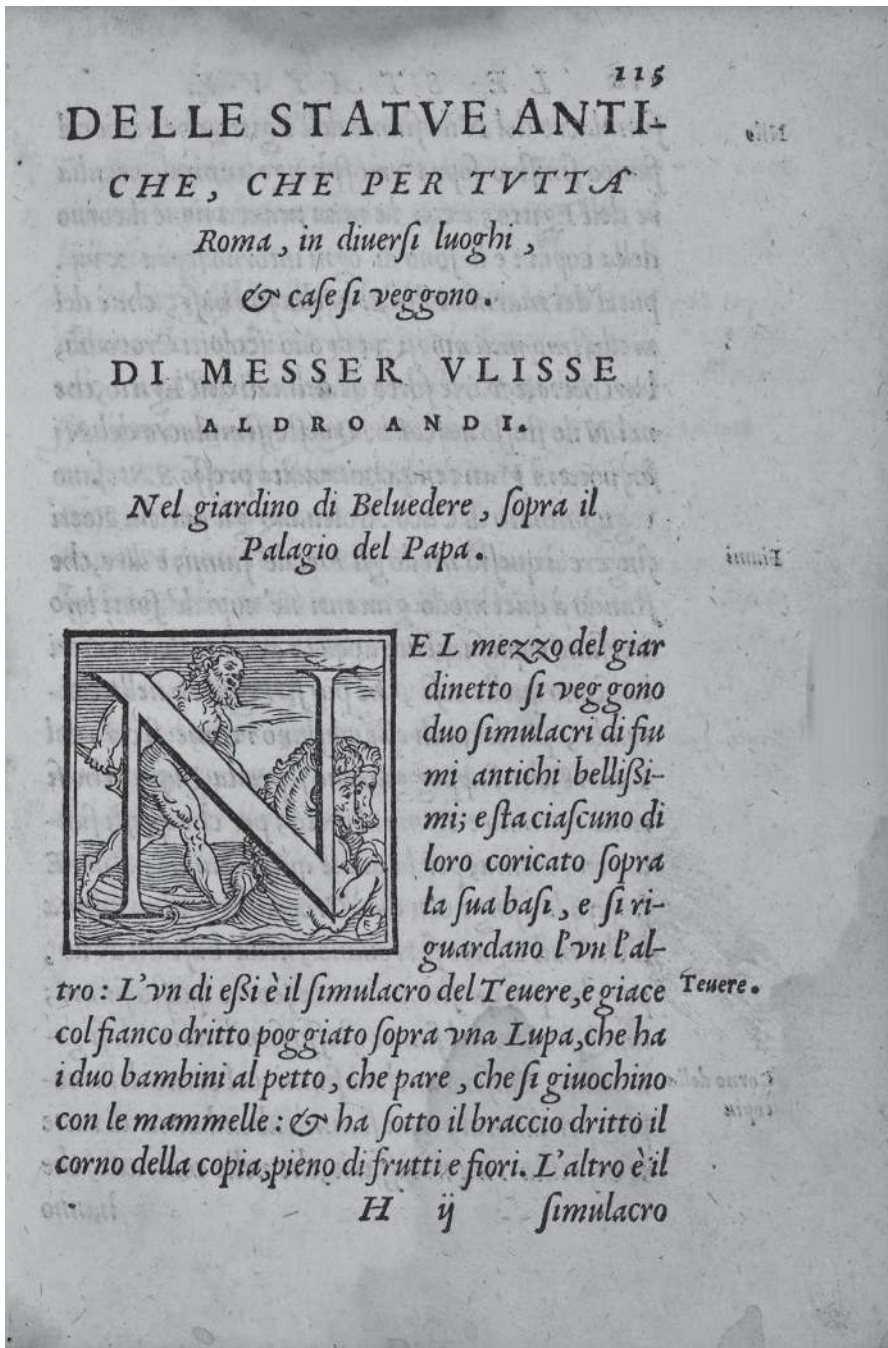 115
DELLE STATVE ANTI-
CHE, CHE PER TVTTA
Roma, in diuersi luoghi,
& case si veggono.
DI MESSER VLISSE
ALDROANDI.
Nel giardino di Beluedere, sopra il
Palagio del Papa.
NEL mezzo del giar
dinetto si veggono
duo simulacri di fiu
mi antichi bellißi-
mi; e sta ciascuno di
loro coricato sopra
la sua basi, e si ri-
guardano l'vn l'al-
tro: L'vn di eßi è il simulacro del Teuere, e giace
Teuere.
col fianco dritto poggiato sopra vna Lupa, che ha
i duo bambini al petto, che pare, che si giuochino
con le mammelle: & ha sotto il braccio dritto il
corno della copia, pieno di frutti e fiori. L'altro è il
H ij simulacro